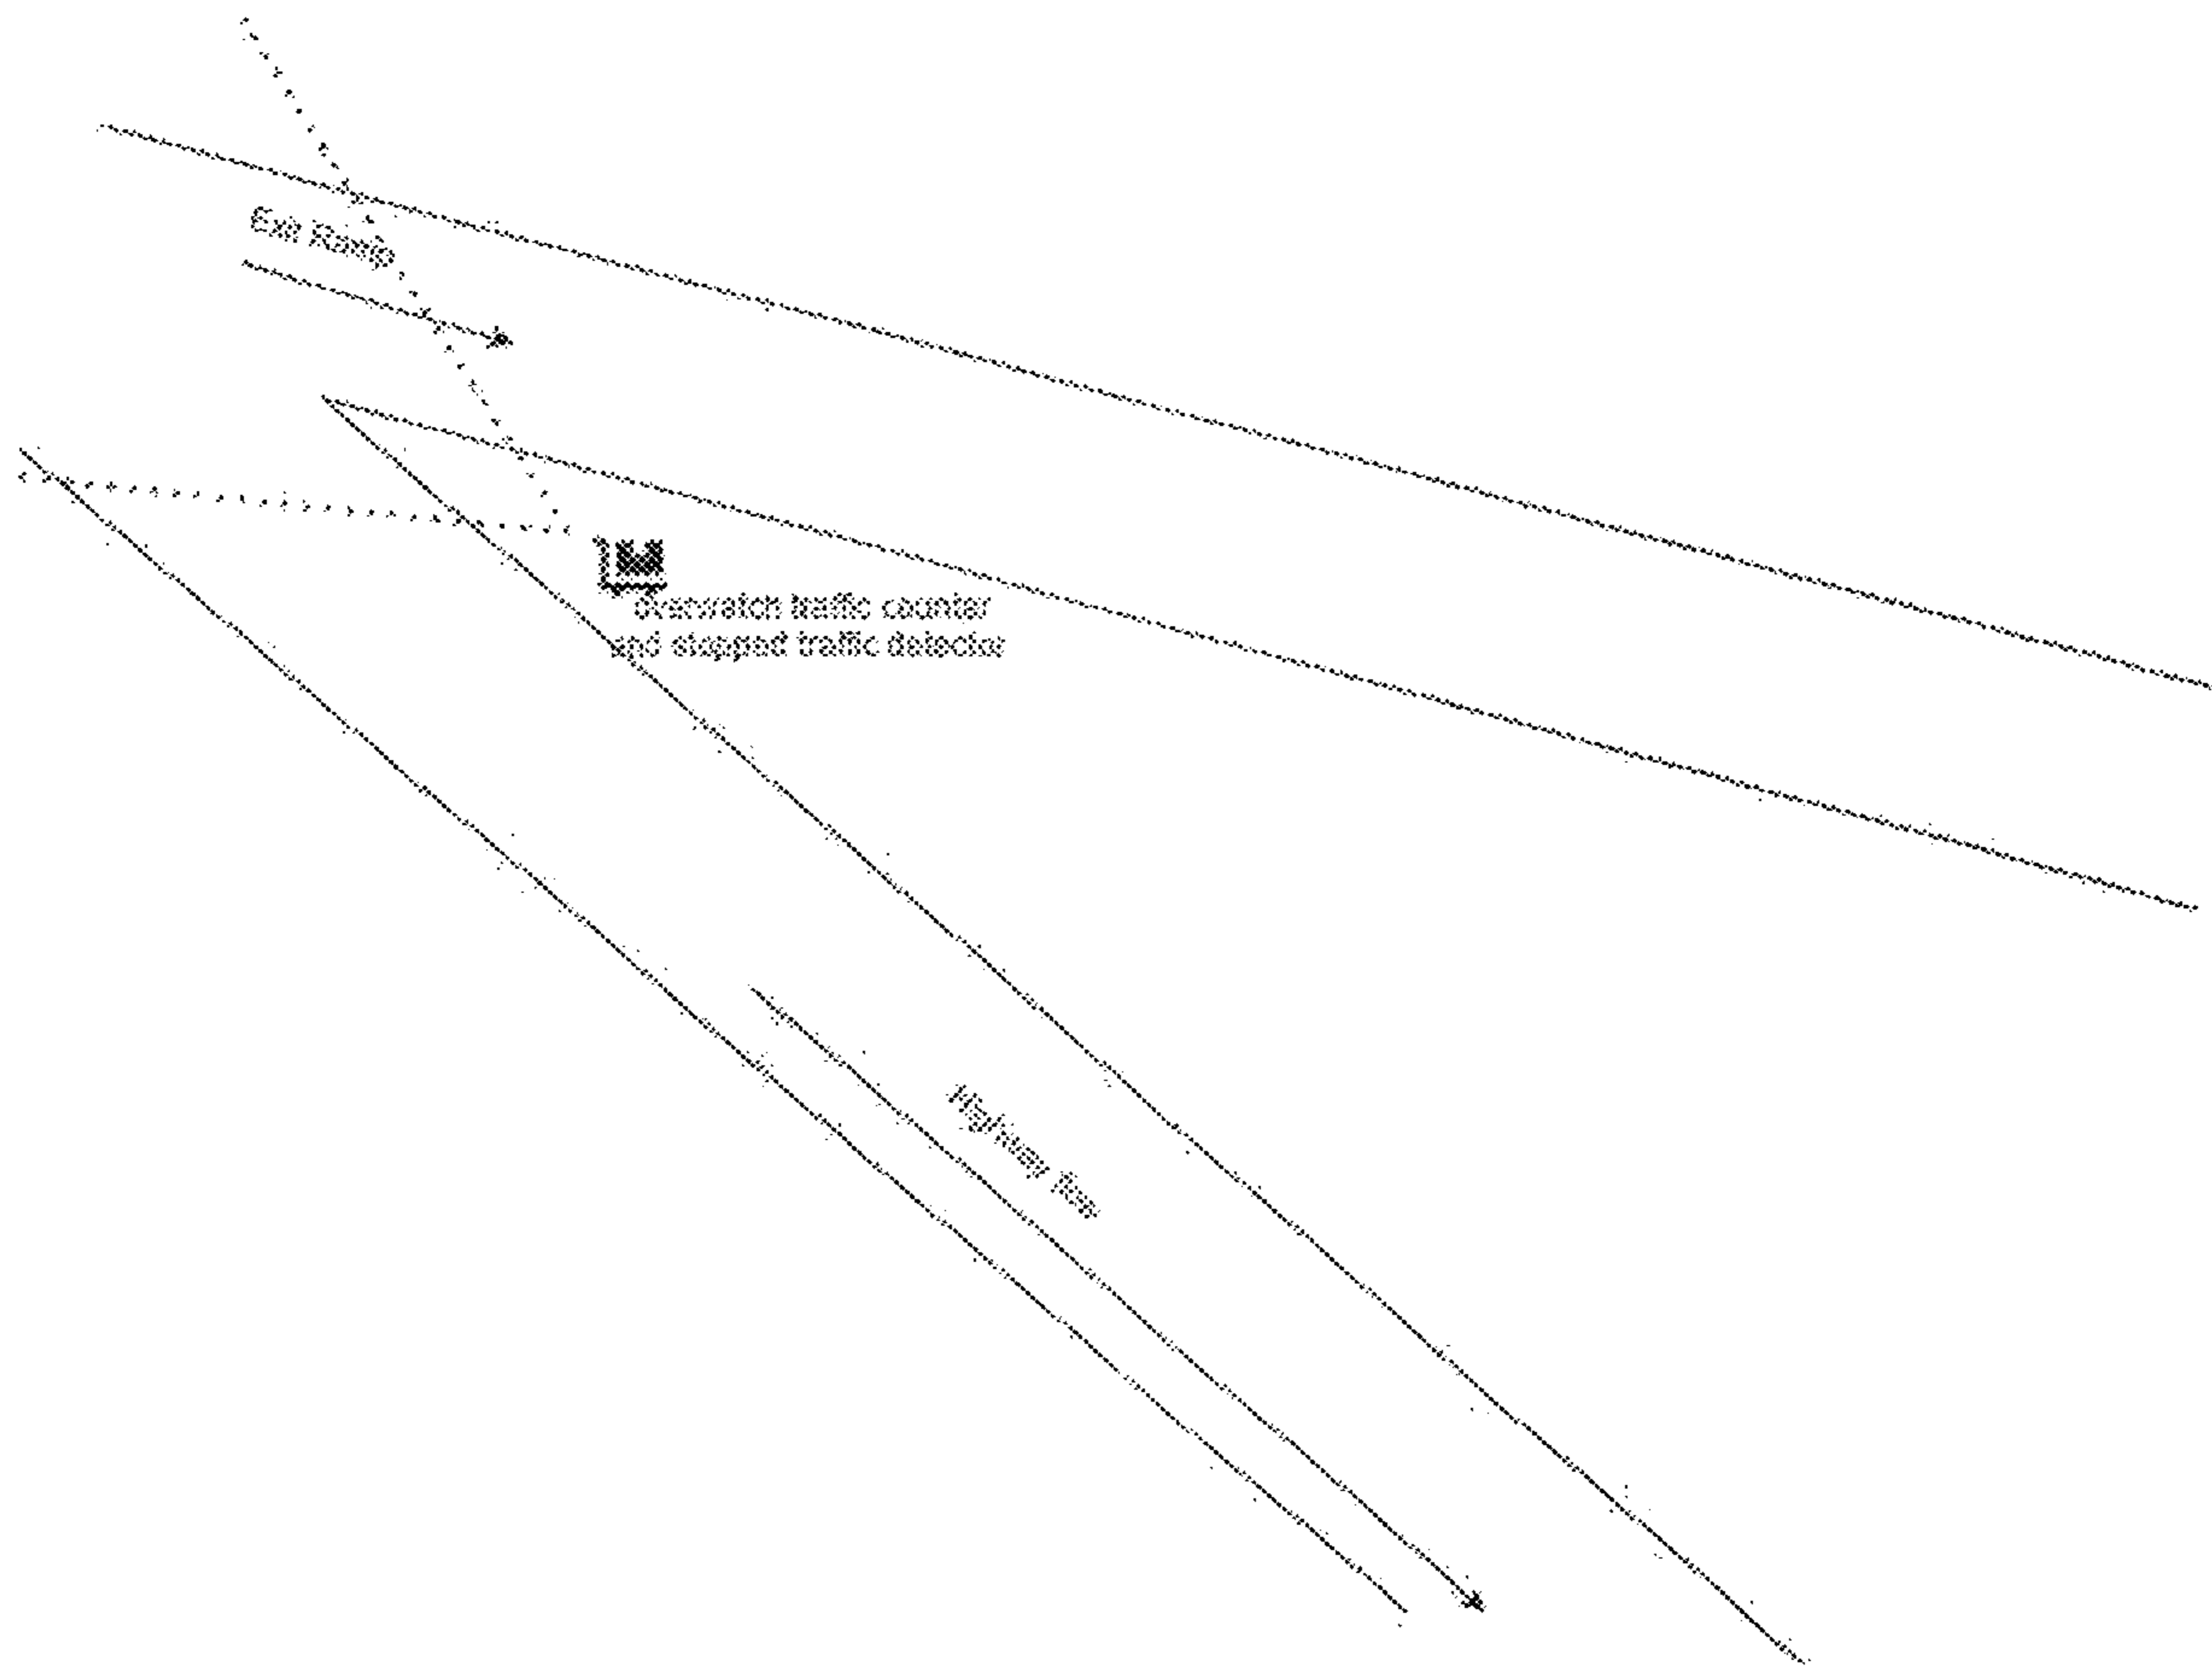 Exit Ramp
overwatch traffic counter
and stopped traffic detector
Highway flow